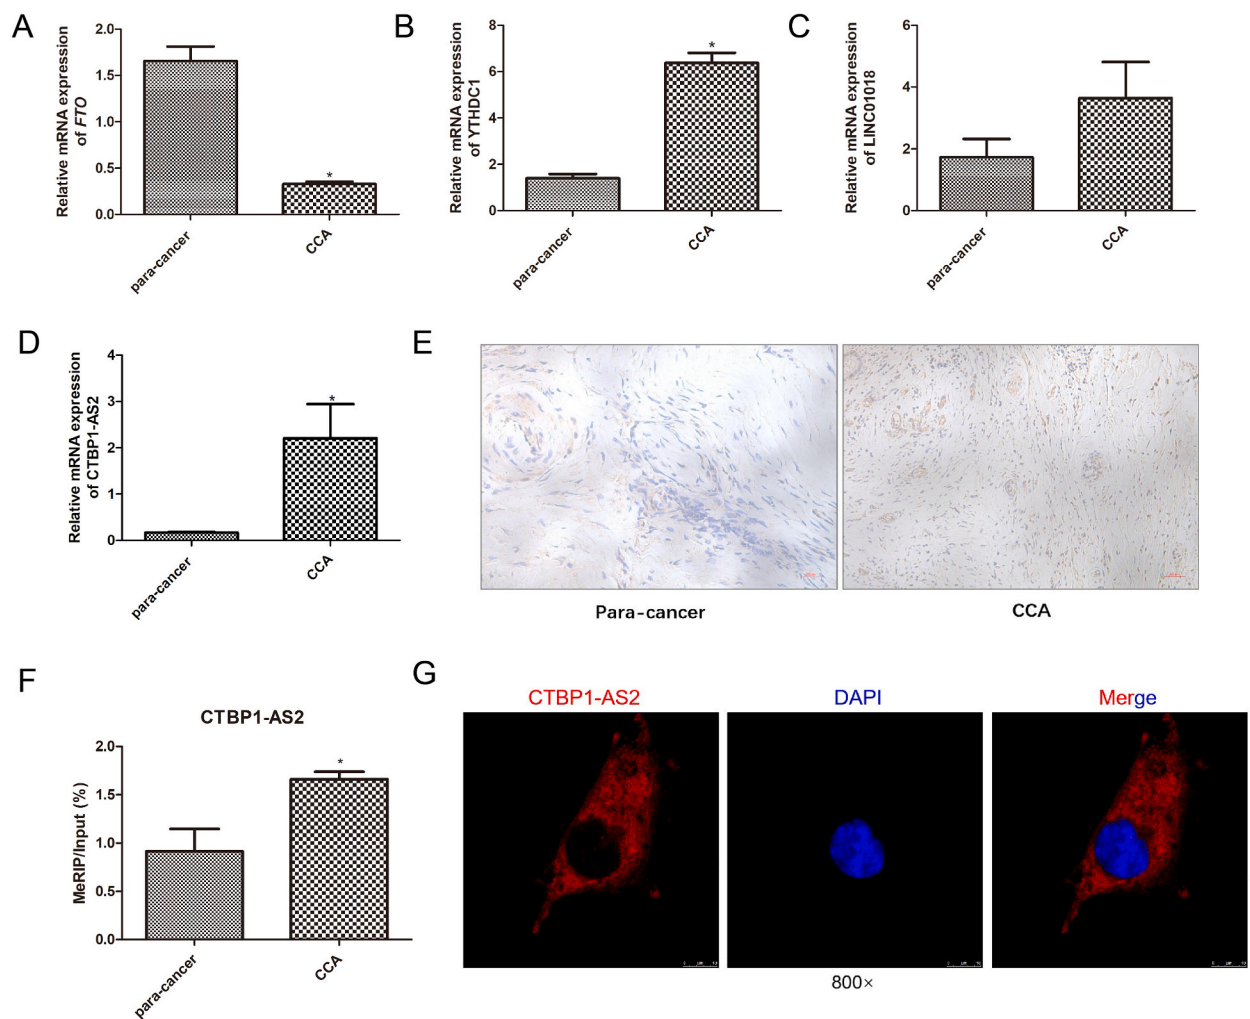 A
Relative mRNA expression
of FTO
2.0
1.5
1.0
0.5
0.0
*
para-cancer
CCA
B
Relative mRNA expression
of YTHDC1
8
6
4
2
0
*
para-cancer
CCA
C
Relative mRNA expression
of LINC01018
6
4
2
0
para-cancer
CCA
D
Relative mRNA expression
of CTBP1-AS2
4
3
2
1
0
*
para-cancer
CCA
E
Para-cancer
CCA
F
CTBP1-AS2
MeRIP/Input (%)
2.0
1.5
1.0
0.5
0.0
*
para-cancer
CCA
G
CTBP1-AS2
DAPI
Merge
800×